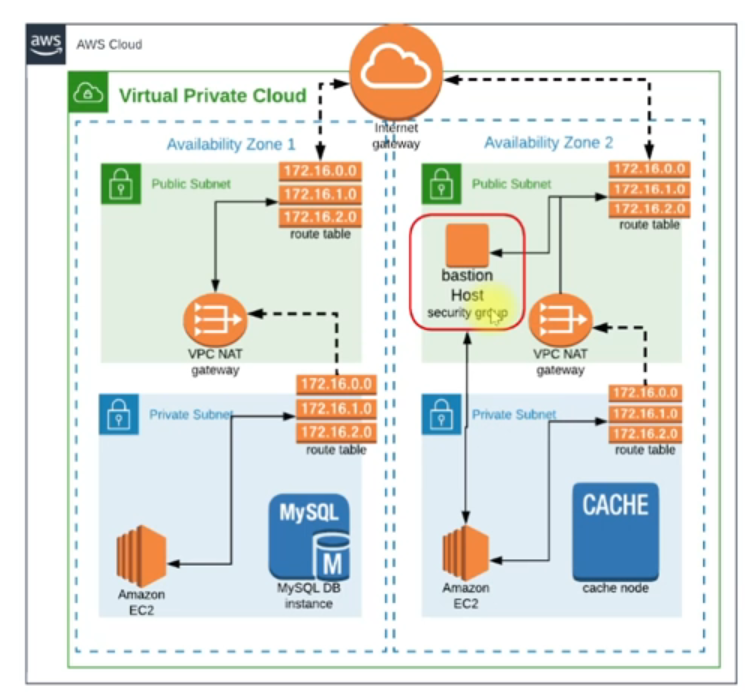 aws
AWS Cloud
Virtual Private Cloud
Internet
gateway
Availability Zone 1
Public Subnet
172.16.0.0
172.16.1.0
172.16.2.0
route table
VPC NAT
gateway
Private Subnet
172.16.0.0
172.16.1.0
172.16.2.0
route table
Amazon
EC2
MySQL
M
MySQL DB
instance
Availability Zone 2
Public Subnet
172.16.0.0
172.16.1.0
172.16.2.0
route table
bastion
Host
security group
VPC NAT
gateway
Private Subnet
172.16.0.0
172.16.1.0
172.16.2.0
route table
Amazon
EC2
CACHE
cache node